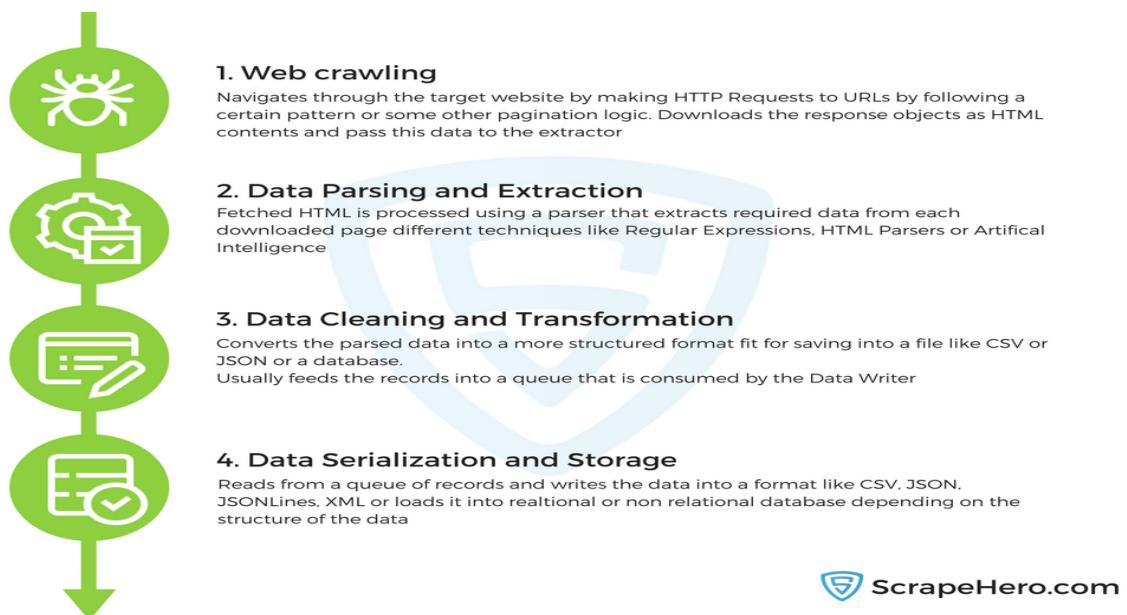 1. Web crawling
Navigates through the target website by making HTTP Requests to URLs by following a
certain pattern or some other pagination logic. Downloads the response objects as HTML
contents and pass this data to the extractor
2. Data Parsing and Extraction
Fetched HTML is processed using a parser that extracts required data from each
downloaded page different techniques like Regular Expressions, HTML Parsers or Artifical
Intelligence
3. Data Cleaning and Transformation
Converts the parsed data into a more structured format fit for saving into a file like CSV or
JSON or a database.
Usually feeds the records into a queue that is consumed by the Data Writer
4. Data Serialization and Storage
Reads from a queue of records and writes the data into a format like CSV, JSON,
JSONLines, XML or loads it into realtional or non relational database depending on the
structure of the data
ScrapeHero.com